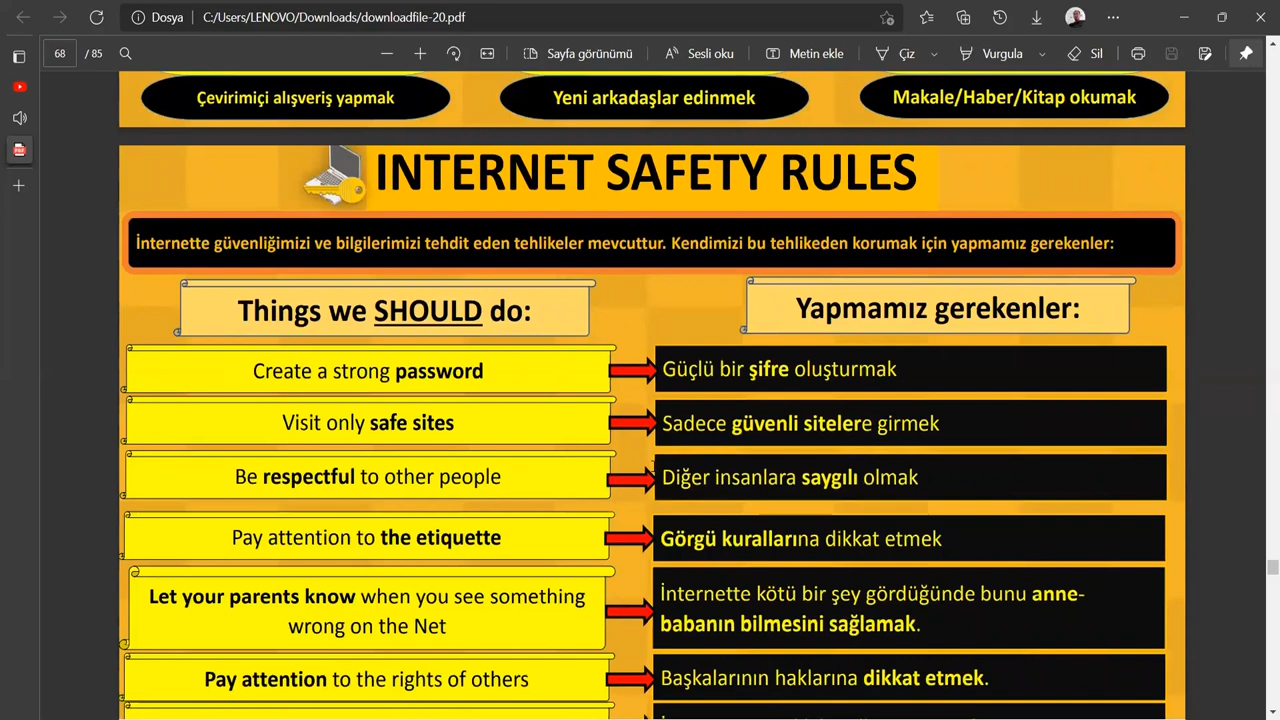 Dosya
C:/Users/LENOVO/Downloads/downloadfile-20.pdf
68 / 85
Sayfa görünümü
Sesli oku
Metin ekle
Çiz
Vurgula
Sil
Çevirimiçi alışveriş yapmak
Yeni arkadaşlar edinmek
Makale/Haber/Kitap okumak
INTERNET SAFETY RULES
İnternette güvenliğimizi ve bilgilerimizi tehdit eden tehlikeler mevcuttur. Kendimizi bu tehlikeden korumak için yapmamız gerekenler:
Things we SHOULD do:
Yapmamız gerekenler:
Create a strong password
Güçlü bir şifre oluşturmak
Visit only safe sites
Sadece güvenli sitelere girmek
Be respectful to other people
Diğer insanlara saygılı olmak
Pay attention to the etiquette
Görgü kurallarına dikkat etmek
Let your parents know when you see something
wrong on the Net
İnternette kötü bir şey gördüğünde bunu anne-
babanın bilmesini sağlamak.
Pay attention to the rights of others
Başkalarının haklarına dikkat etmek.